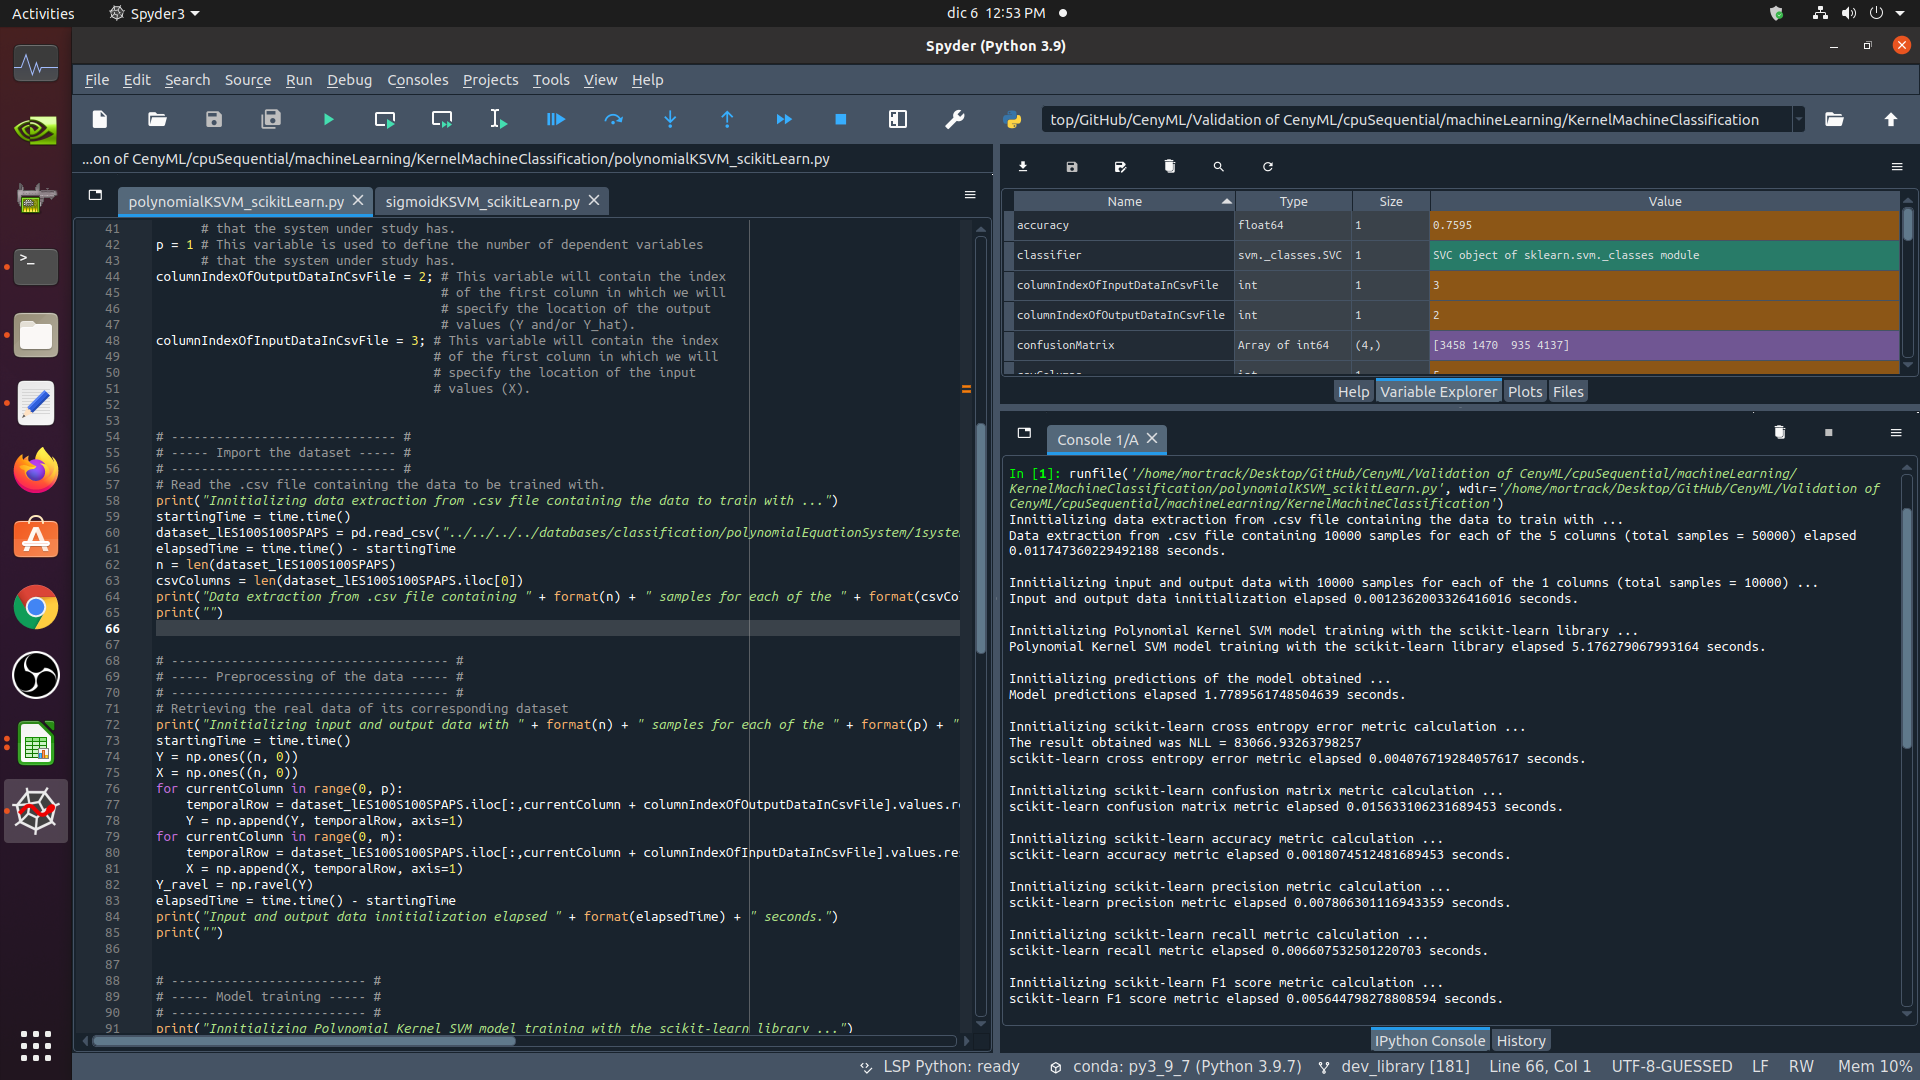 Activities
Spyder3
dic 6 12:53 PM
Spyder (Python 3.9)
File Edit Search Source Run Debug Consoles Projects Tools View Help
top/GitHub/CenyML/Validation of CenyML/cpuSequential/machineLearning/KernelMachineClassification
...on of CenyML/cpuSequential/machineLearning/KernelMachineClassification/polynomialKSVM_scikitLearn.py
polynomialKSVM_scikitLearn.py
sigmoidKSVM_scikitLearn.py
41 # that the system under study has.
42 p = 1 # This variable is used to define the number of dependent variables
43 # that the system under study has.
44 columnIndexOfOutputDataInCsvFile = 2; # This variable will contain the index
45 # of the first column in which we will
46 # specify the location of the output
47 # values (Y and/or Y_hat).
48 columnIndexOfInputDataInCsvFile = 3; # This variable will contain the index
49 # of the first column in which we will
50 # specify the location of the input
51 # values (X).
52
53
54 # ------------------------------ #
55 # ----- Import the dataset ----- #
56 # ------------------------------ #
57 # Read the .csv file containing the data to be trained with.
58 print("Innitializing data extraction from .csv file containing the data to train with ...")
59 startingTime = time.time()
60 dataset_lES100S100SPAPS = pd.read_csv("../../../../databases/classification/polynomialEquationSystem/1syste
61 elapsedTime = time.time() - startingTime
62 n = len(dataset_lES100S100SPAPS)
63 csvColumns = len(dataset_lES100S100SPAPS.iloc[0])
64 print("Data extraction from .csv file containing " + format(n) + " samples for each of the " + format(csvCo
65 print("")
66
67
68 # ------------------------------------- #
69 # ----- Preprocessing of the data ----- #
70 # ------------------------------------- #
71 # Retrieving the real data of its corresponding dataset
72 print("Innitializing input and output data with " + format(n) + " samples for each of the " + format(p) + "
73 startingTime = time.time()
74 Y = np.ones((n, 0))
75 X = np.ones((n, 0))
76 for currentColumn in range(0, p):
77 temporalRow = dataset_lES100S100SPAPS.iloc[:,currentColumn + columnIndexOfOutputDataInCsvFile].values.re
78 Y = np.append(Y, temporalRow, axis=1)
79 for currentColumn in range(0, m):
80 temporalRow = dataset_lES100S100SPAPS.iloc[:,currentColumn + columnIndexOfInputDataInCsvFile].values.re
81 X = np.append(X, temporalRow, axis=1)
82 Y_ravel = np.ravel(Y)
83 elapsedTime = time.time() - startingTime
84 print("Input and output data innitialization elapsed " + format(elapsedTime) + " seconds.")
85 print("")
86
87
88 # -------------------------- #
89 # ----- Model training ----- #
90 # -------------------------- #
91 print("Innitializing Polynomial Kernel SVM model training with the scikit-learn library ...")
Name Type Size Value
accuracy float64 1 0.7595
classifier svm._classes.SVC 1 SVC object of sklearn.svm._classes module
columnIndexOfInputDataInCsvFile int 1 3
columnIndexOfOutputDataInCsvFile int 1 2
confusionMatrix Array of int64 (4,) [3458 1470 935 4137]
Help Variable Explorer Plots Files
Console 1/A
In [1]: runfile('/home/mortrack/Desktop/GitHub/CenyML/Validation of CenyML/cpuSequential/machineLearning/
KernelMachineClassification/polynomialKSVM_scikitLearn.py', wdir='/home/mortrack/Desktop/GitHub/CenyML/Validation of
CenyML/cpuSequential/machineLearning/KernelMachineClassification')
Innitializing data extraction from .csv file containing the data to train with ...
Data extraction from .csv file containing 10000 samples for each of the 5 columns (total samples = 50000) elapsed
0.011747360229492188 seconds.
Innitializing input and output data with 10000 samples for each of the 1 columns (total samples = 10000) ...
Input and output data innitialization elapsed 0.0012362003326416016 seconds.
Innitializing Polynomial Kernel SVM model training with the scikit-learn library ...
Polynomial Kernel SVM model training with the scikit-learn library elapsed 5.176279067993164 seconds.
Innitializing predictions of the model obtained ...
Model predictions elapsed 1.7789561748504639 seconds.
Innitializing scikit-learn cross entropy error metric calculation ...
The result obtained was NLL = 83066.93263798257
scikit-learn cross entropy error metric elapsed 0.004076719284057617 seconds.
Innitializing scikit-learn confusion matrix metric calculation ...
scikit-learn confusion matrix metric elapsed 0.015633106231689453 seconds.
Innitializing scikit-learn accuracy metric calculation ...
scikit-learn accuracy metric elapsed 0.0018074512481689453 seconds.
Innitializing scikit-learn precision metric calculation ...
scikit-learn precision metric elapsed 0.007806301116943359 seconds.
Innitializing scikit-learn recall metric calculation ...
scikit-learn recall metric elapsed 0.006607532501220703 seconds.
Innitializing scikit-learn F1 score metric calculation ...
scikit-learn F1 score metric elapsed 0.005644798278808594 seconds.
IPython Console History
LSP Python: ready conda: py3_9_7 (Python 3.9.7) dev_library [181] Line 66, Col 1 UTF-8-GUESSED LF RW Mem 10%